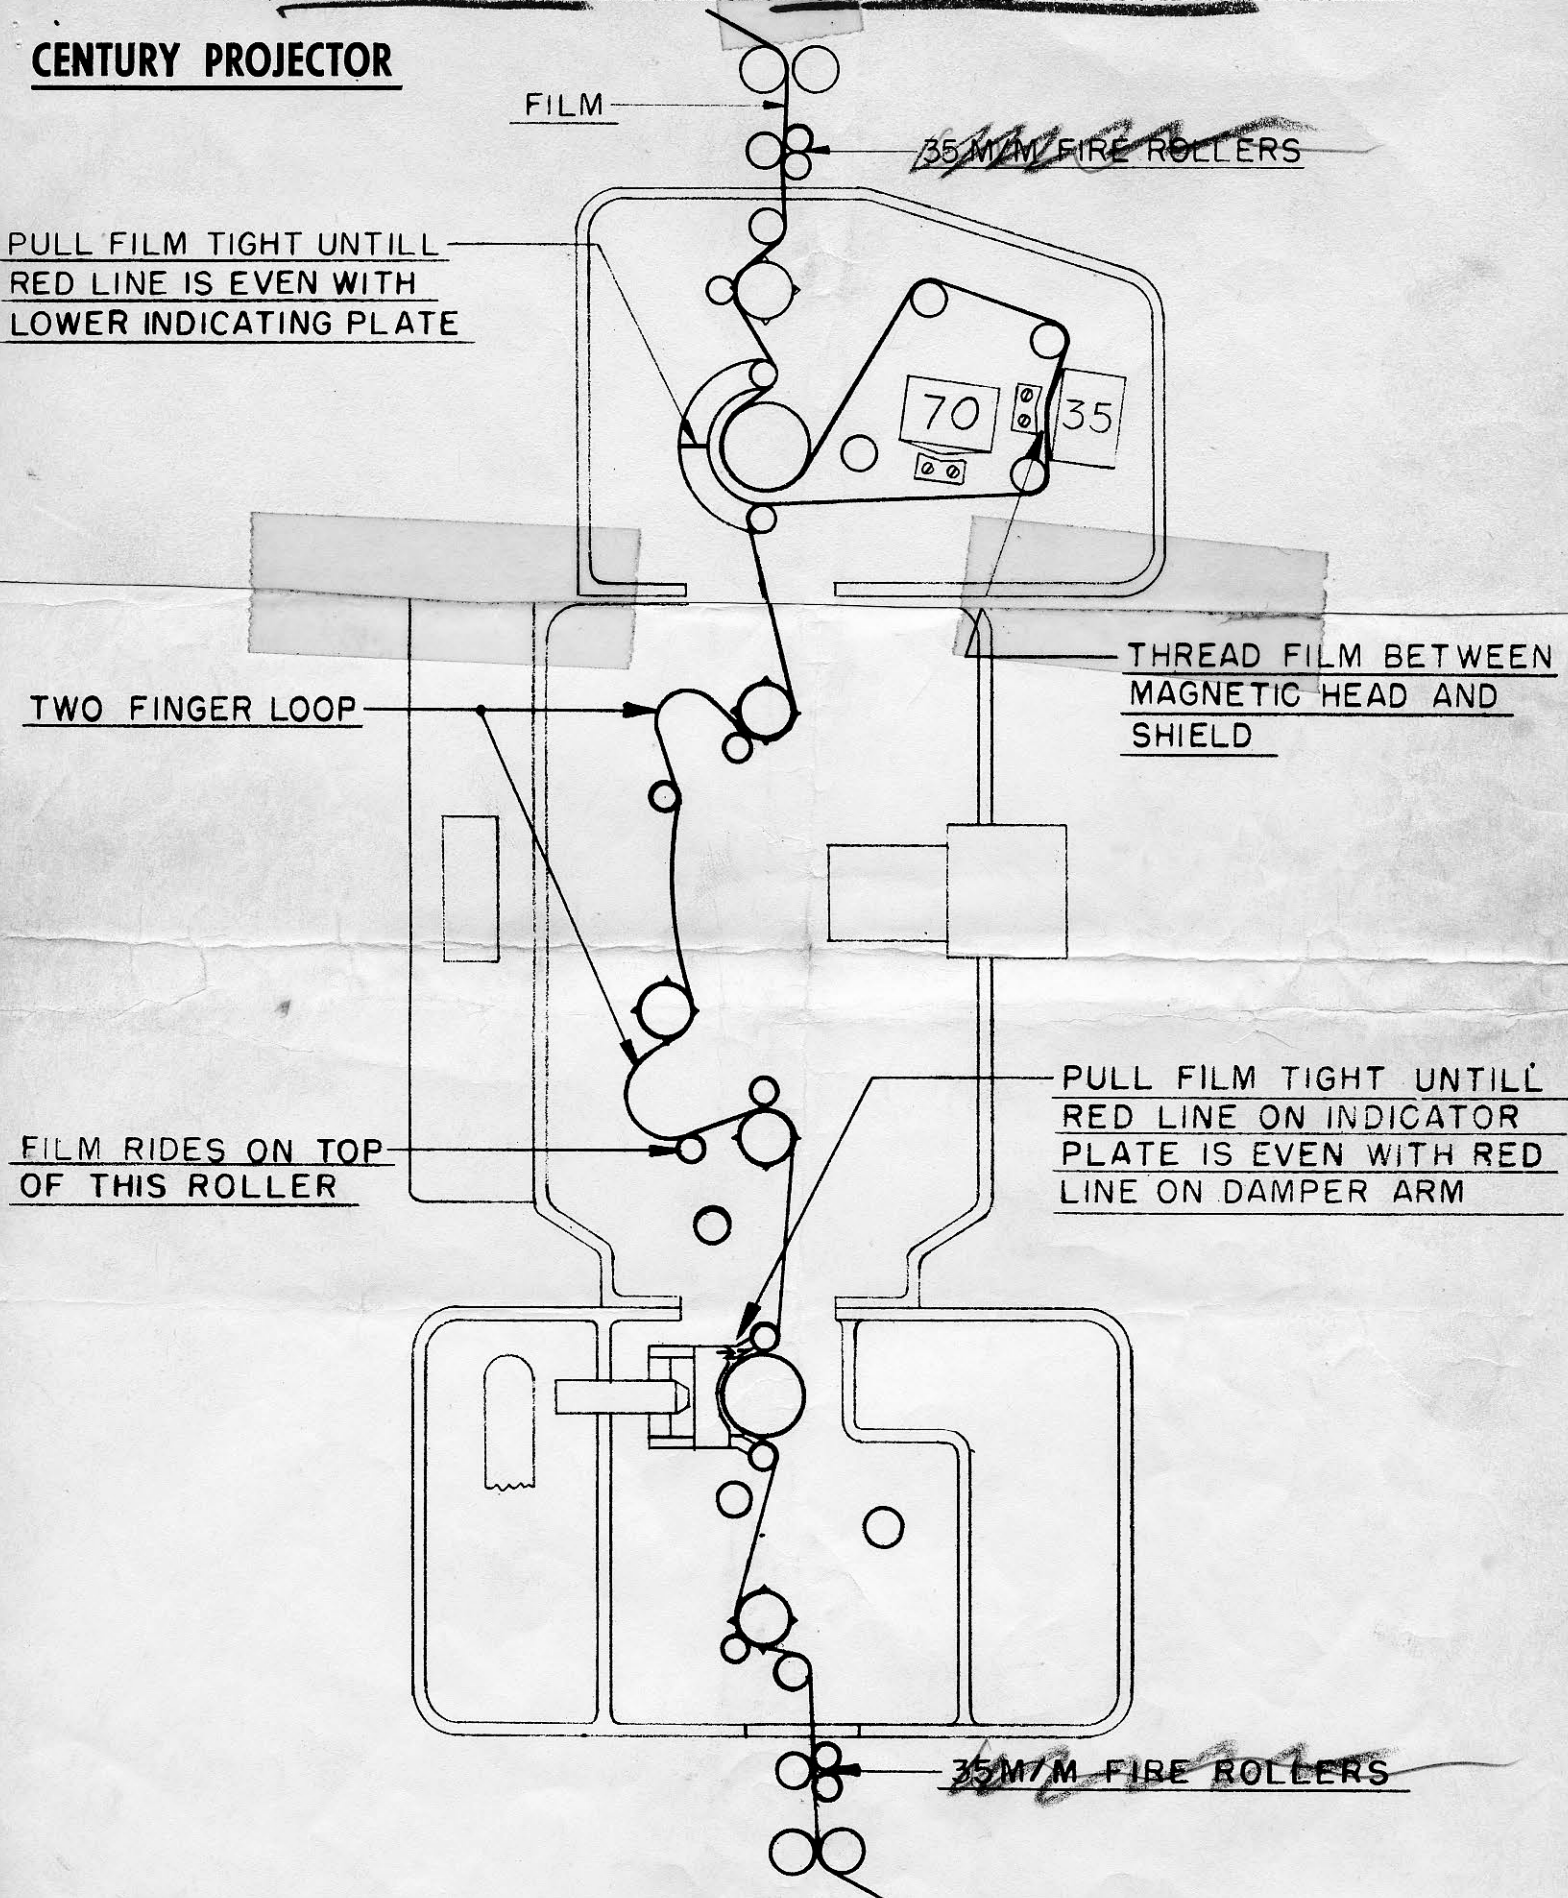 CENTURY PROJECTOR
FILM
35 M/M FIRE ROLLERS
PULL FILM TIGHT UNTILL
RED LINE IS EVEN WITH
LOWER INDICATING PLATE
70
35
THREAD FILM BETWEEN
MAGNETIC HEAD AND
SHIELD
TWO FINGER LOOP
PULL FILM TIGHT UNTILL
RED LINE ON INDICATOR
PLATE IS EVEN WITH RED
LINE ON DAMPER ARM
FILM RIDES ON TOP
OF THIS ROLLER
35 M/M FIRE ROLLERS